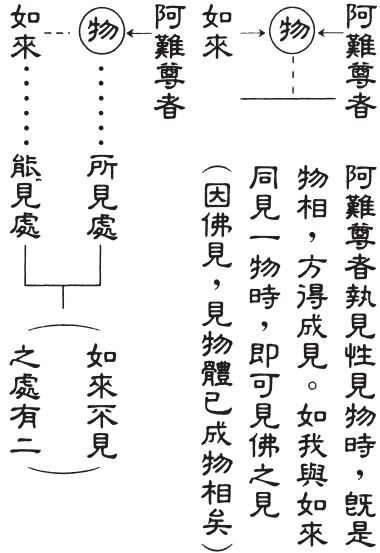 阿難尊者
物
如來
阿難尊者執見性見物時，既是
物相，方得成見。如我與如來
同見一物時，即可見佛之見
（因佛見，見物體已成物相矣）
阿難尊者
物
如來
所見處
能見處
如來不見
之處有二